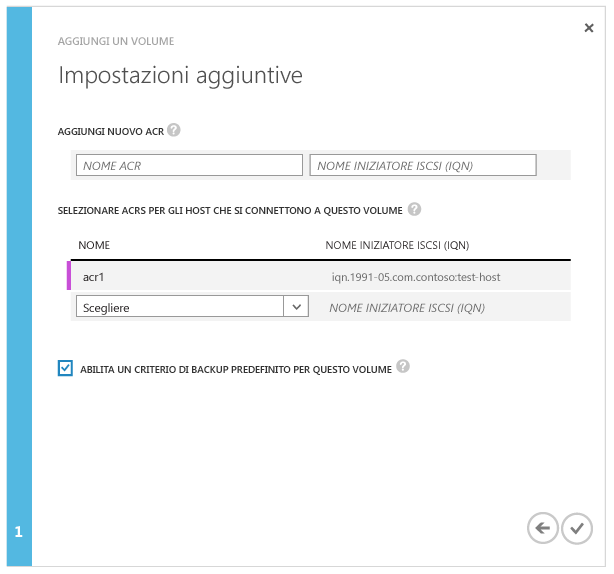 AGGIUNGI UN VOLUME
Impostazioni aggiuntive
AGGIUNGI NUOVO ACR ?
NOME ACR NOME INIZIATORE ISCSI (IQN)
SELEZIONARE ACRS PER GLI HOST CHE SI CONNETTONO A QUESTO VOLUME ?
NOME NOME INIZIATORE ISCSI (IQN)
acr1 iqn.1991-05.com.contoso:test-host
Scegliere NOME INIZIATORE ISCSI (IQN)
ABILITA UN CRITERIO DI BACKUP PREDEFINITO PER QUESTO VOLUME ?
1